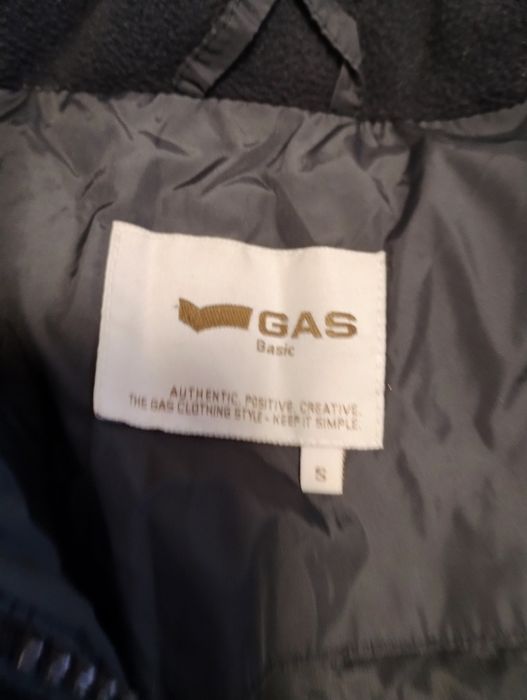 GAS
Basic
AUTHENTIC. POSITIVE. CREATIVE.
THE GAS CLOTHING STYLE - KEEP IT SIMPLE.
S